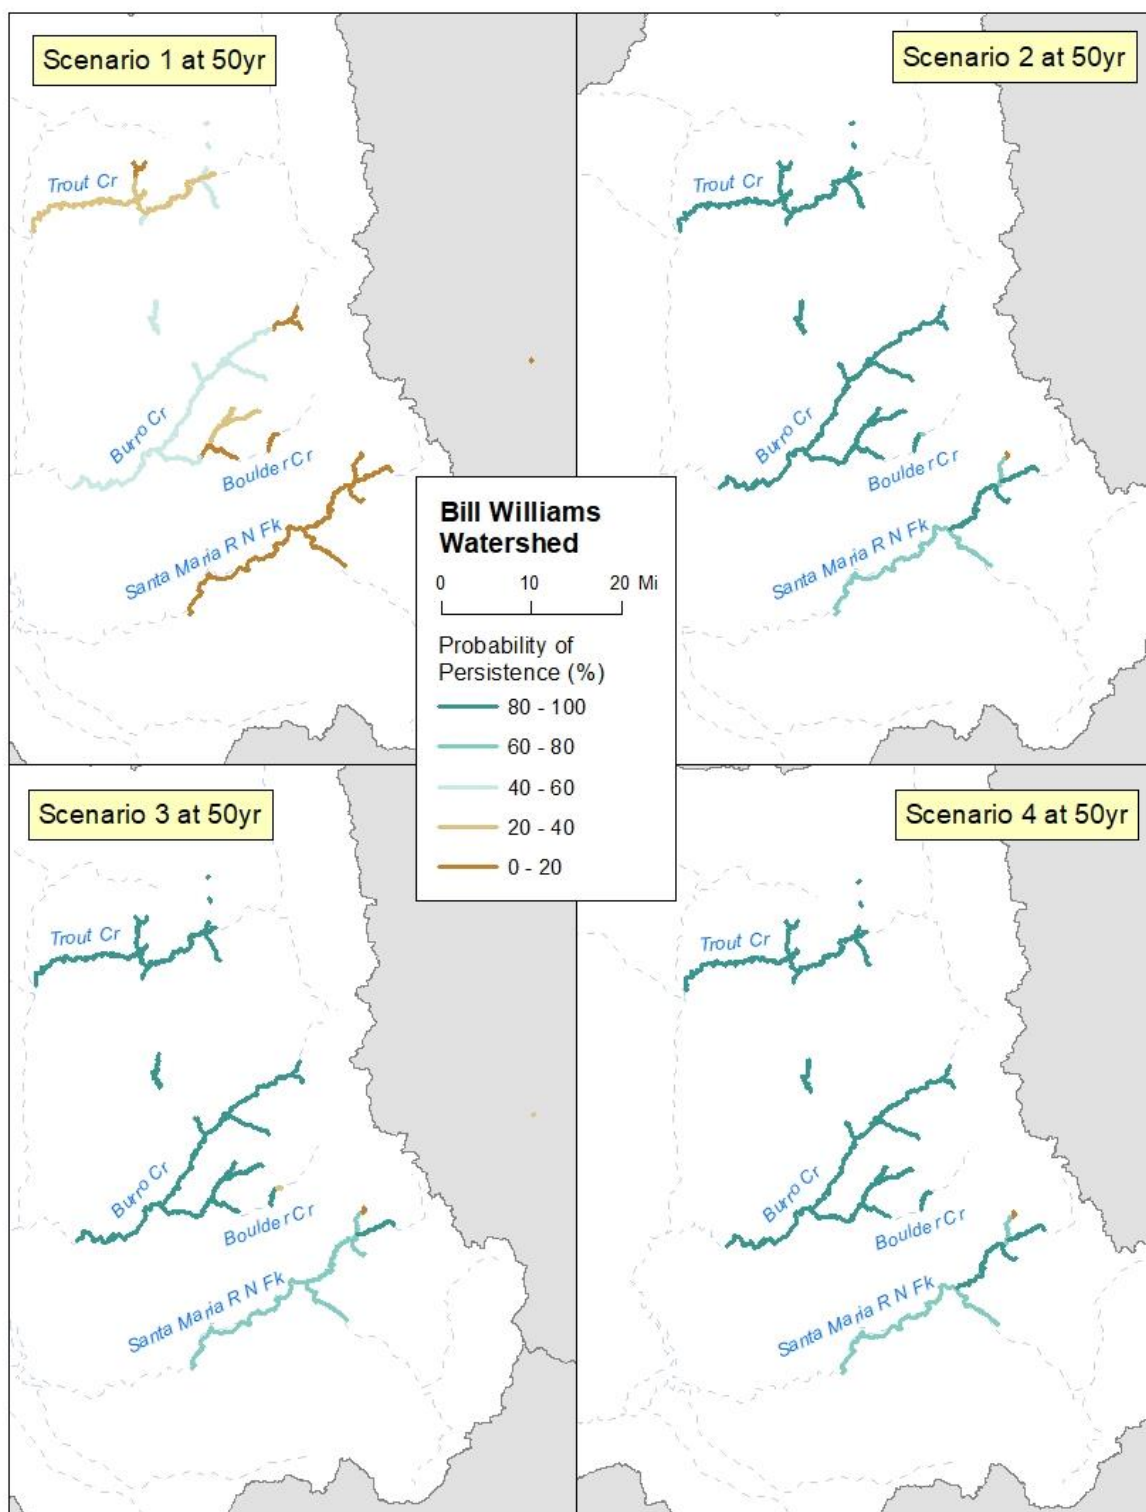 Scenario 1 at 50yr
Scenario 2 at 50yr
Trout Cr
Trout Cr
Burro Cr
Burro Cr
Boulder Cr
Boulder Cr
Santa Maria R N Fk
Santa Maria R N Fk
Bill Williams
Watershed
0 10 20 Mi
Probability of
Persistence (%)
80 - 100
60 - 80
40 - 60
20 - 40
0 - 20
Scenario 3 at 50yr
Scenario 4 at 50yr
Trout Cr
Trout Cr
Burro Cr
Burro Cr
Boulder Cr
Boulder Cr
Santa Maria R N Fk
Santa Maria R N Fk